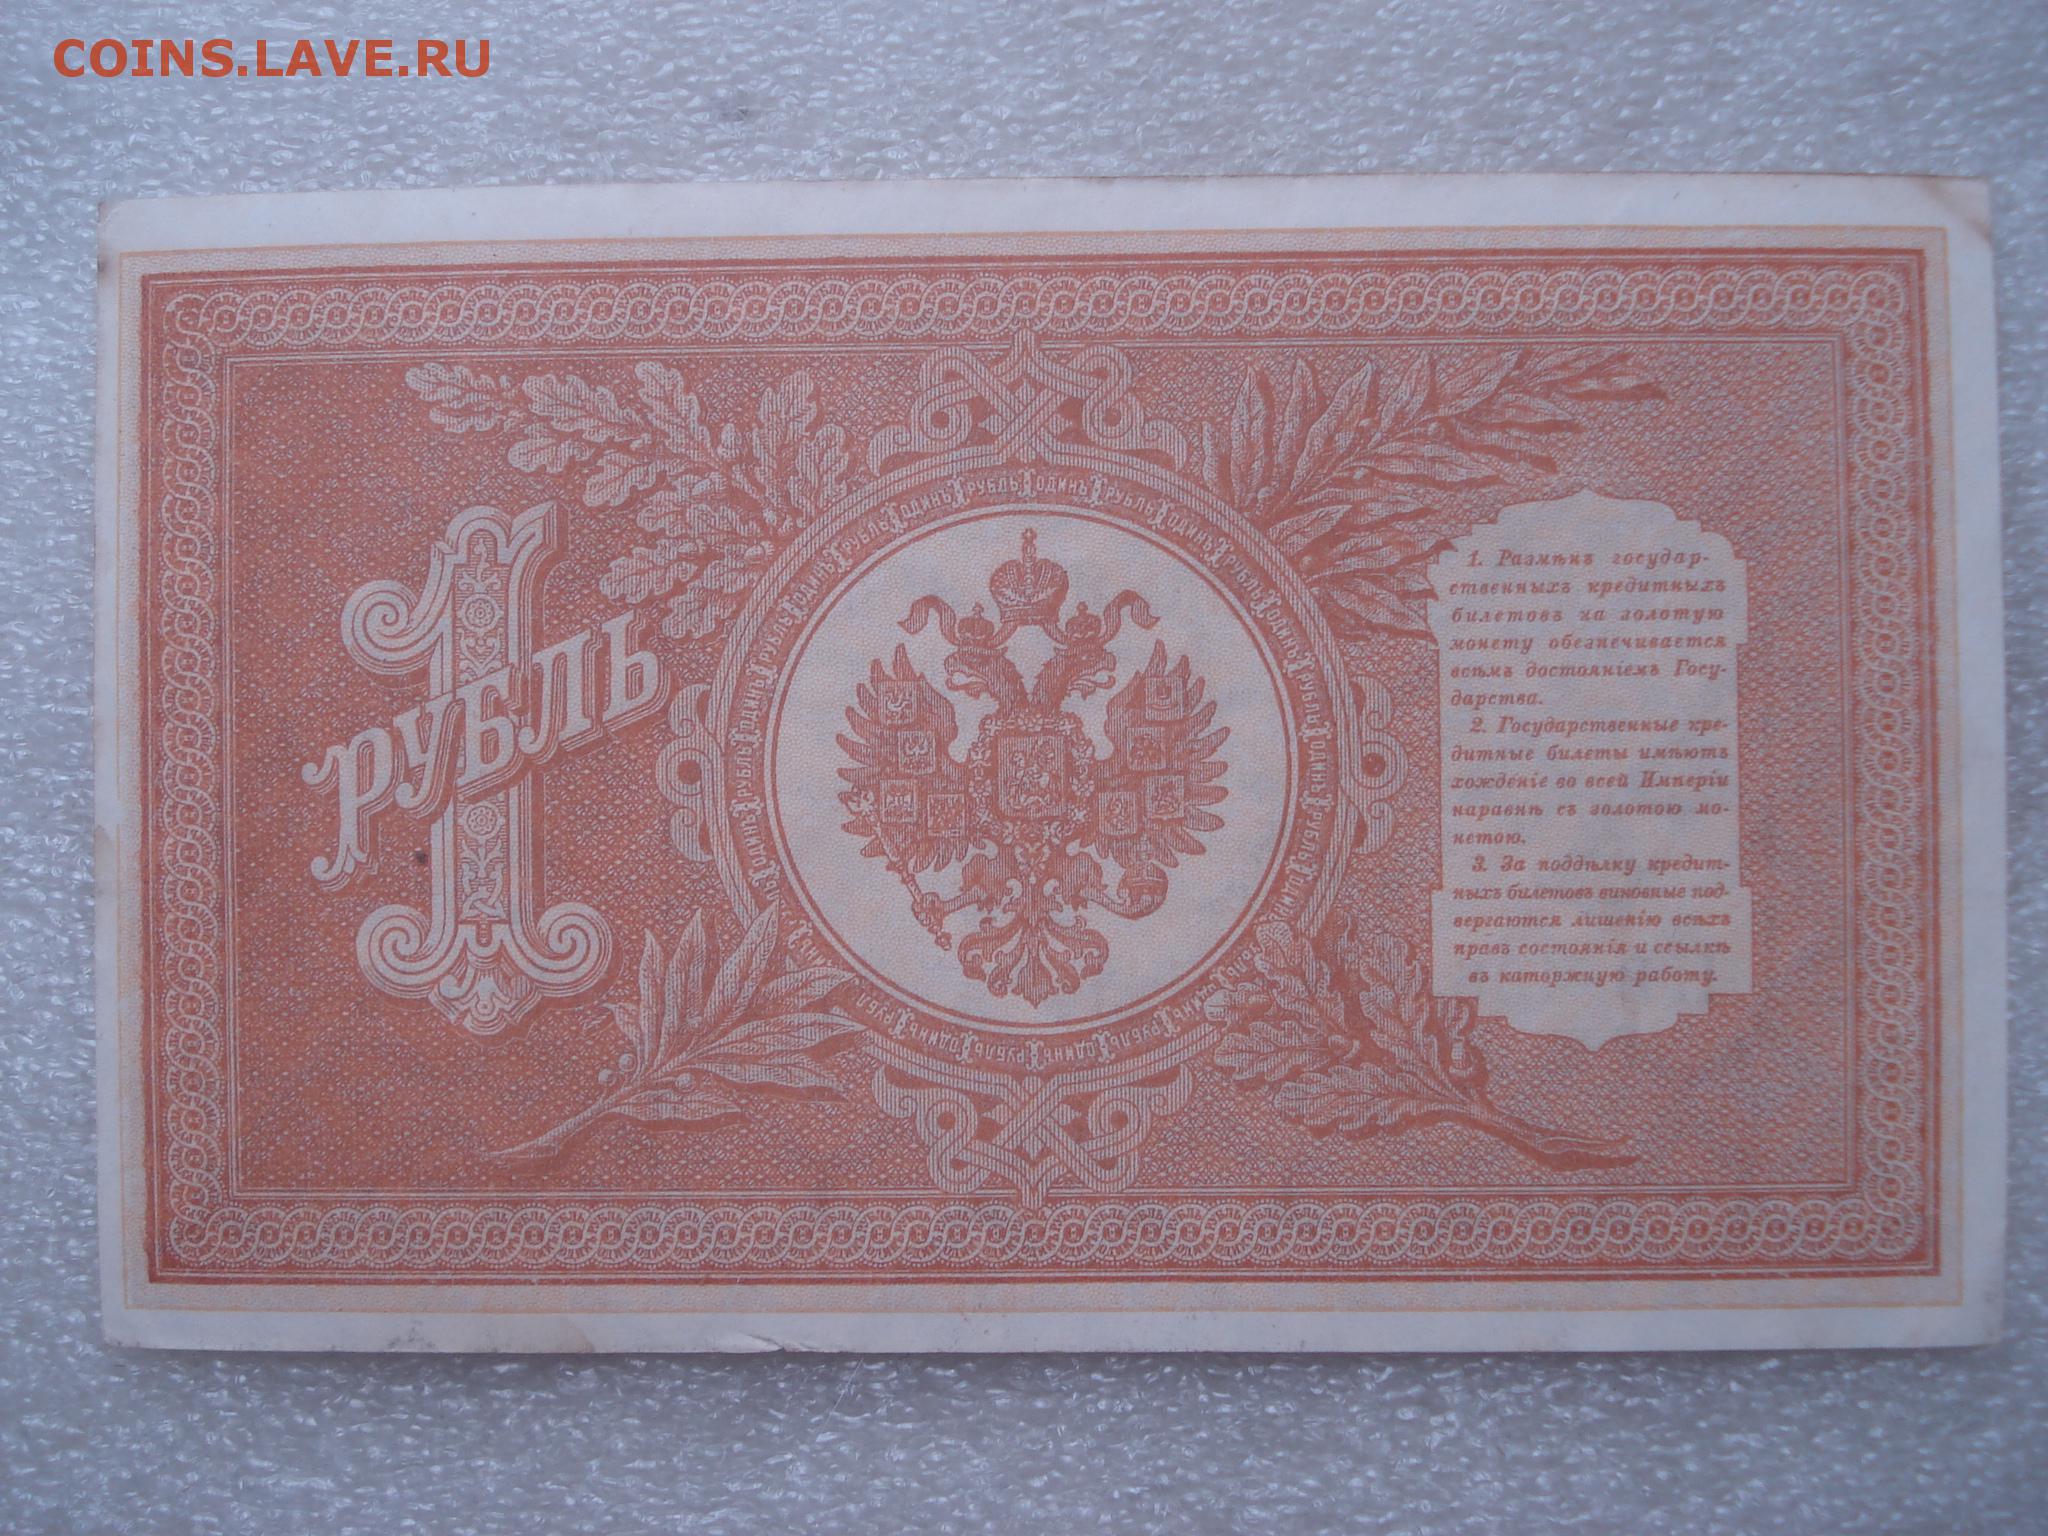 COINS.LAVE.RU
1
РУБЛЬ
1. Размѣнъ государ-
ственныхъ кредитныхъ
билетовъ на золотую
монету обезпечивается
всѣмъ достояніемъ Госу-
дарства.
2. Государственные кре-
дитные билеты имѣютъ
хожденіе во всей Имперіи
наравнѣ съ золотою мо-
нетою.
3. За поддѣлку кредит-
ныхъ билетовъ виновные под-
вергаются лишенію всѣхъ
правъ состоянія и ссылкѣ
въ каторжную работу.